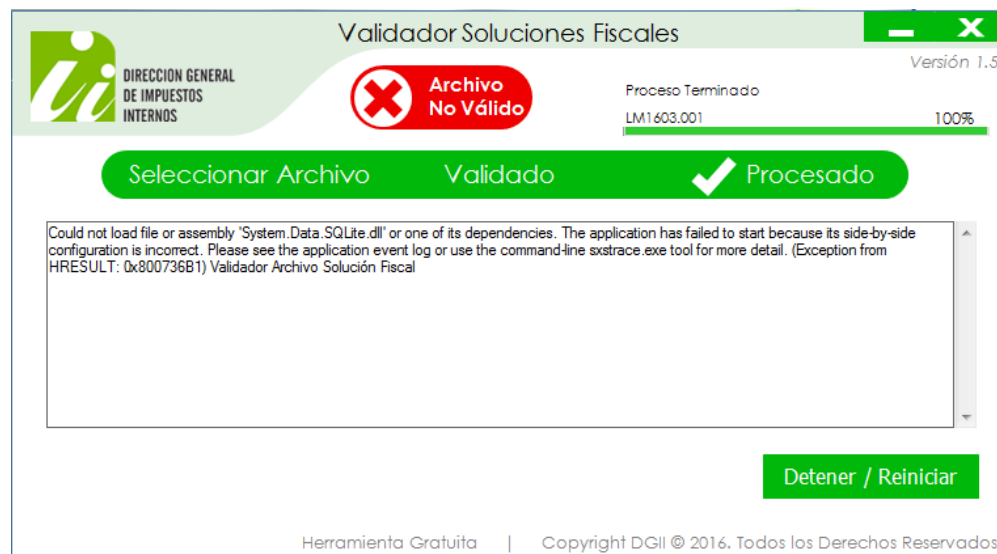 Validador Soluciones Fiscales
Versión 1.5
DIRECCION GENERAL
DE IMPUESTOS
INTERNOS
Archivo
No Válido
Proceso Terminado
LM1603.001
100%
Seleccionar Archivo
Validado
Procesado
Could not load file or assembly 'System.Data.SQLite.dll' or one of its dependencies. The application has failed to start because its side-by-side
configuration is incorrect. Please see the application event log or use the command-line sxstrace.exe tool for more detail. (Exception from
HRESULT: 0x800736B1) Validador Archivo Solución Fiscal
Detener / Reiniciar
Herramienta Gratuita | Copyright DGII © 2016. Todos los Derechos Reservados